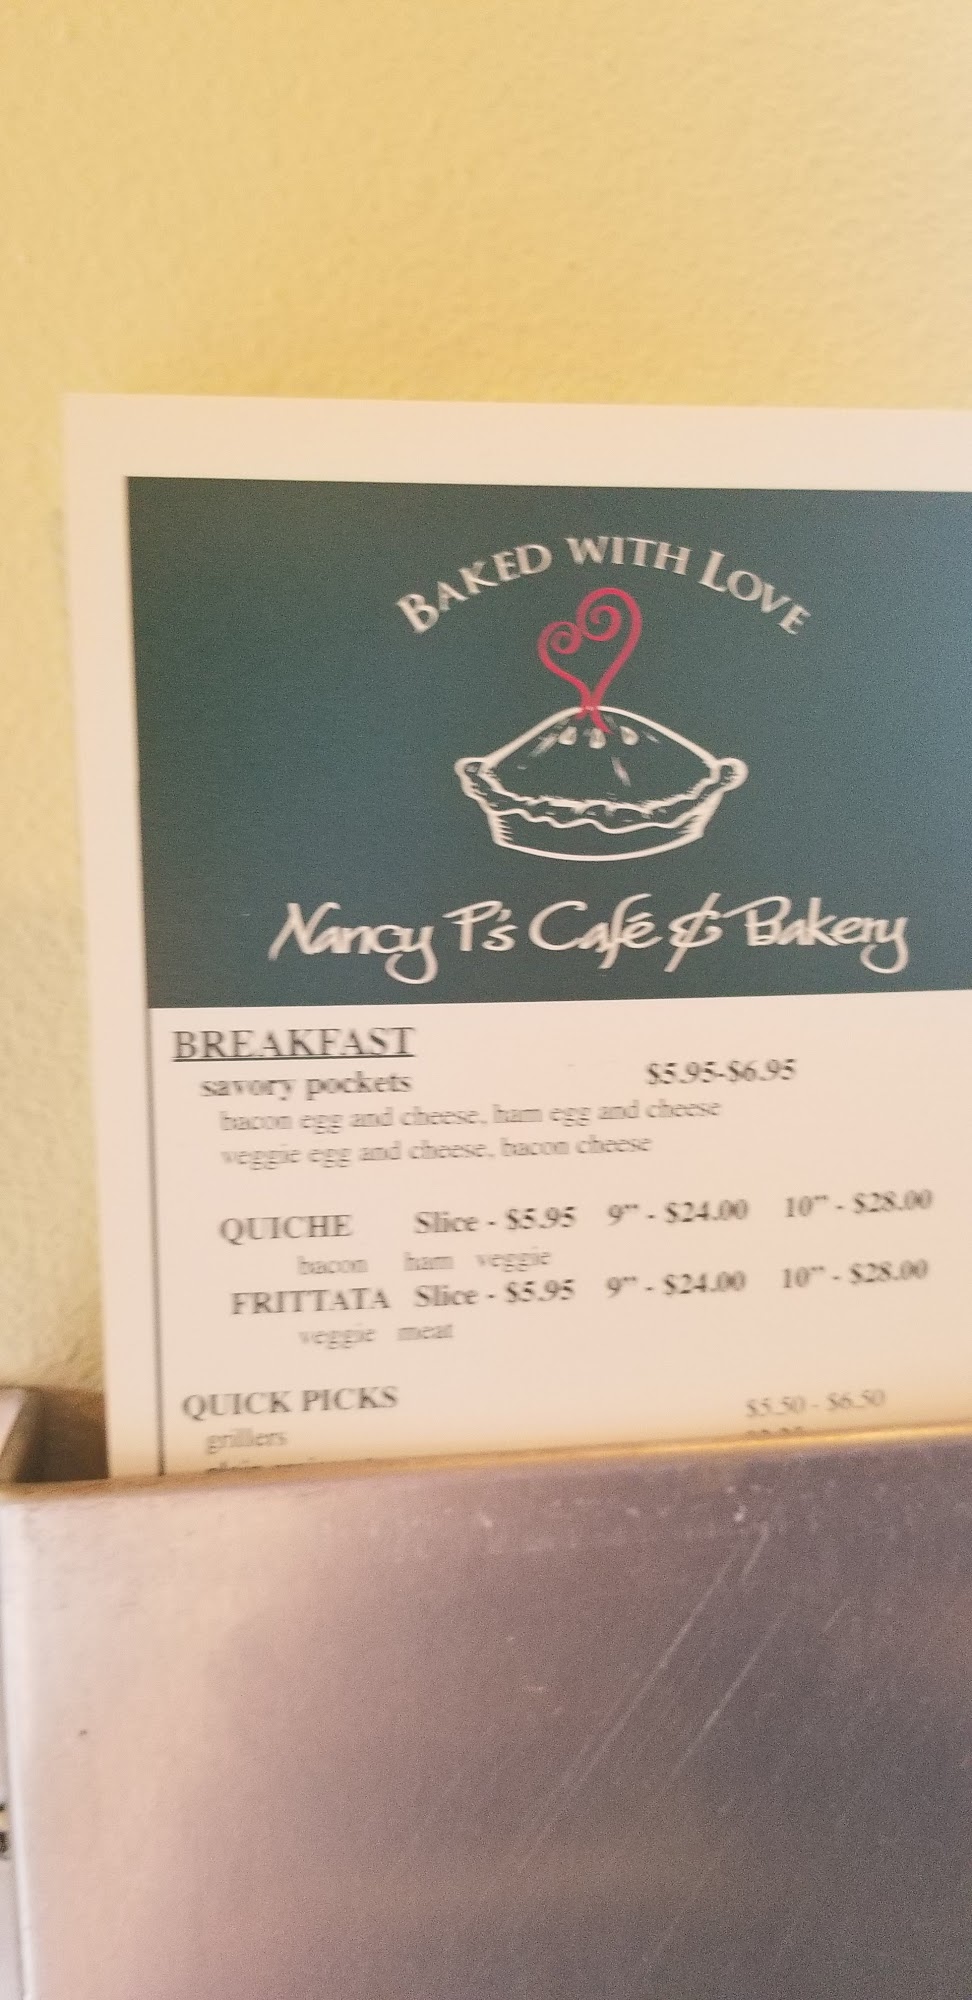 BAKED WITH LOVE
Nancy P's Café & Bakery
BREAKFAST
savory pockets $5.95-$6.95
bacon egg and cheese, ham egg and cheese
veggie egg and cheese, bacon cheese
QUICHE Slice - $5.95 9" - $24.00 10" - $28.00
bacon ham veggie
FRITTATA Slice - $5.95 9" - $24.00 10" - $28.00
veggie meat
QUICK PICKS
grillers $5.50 - $6.50